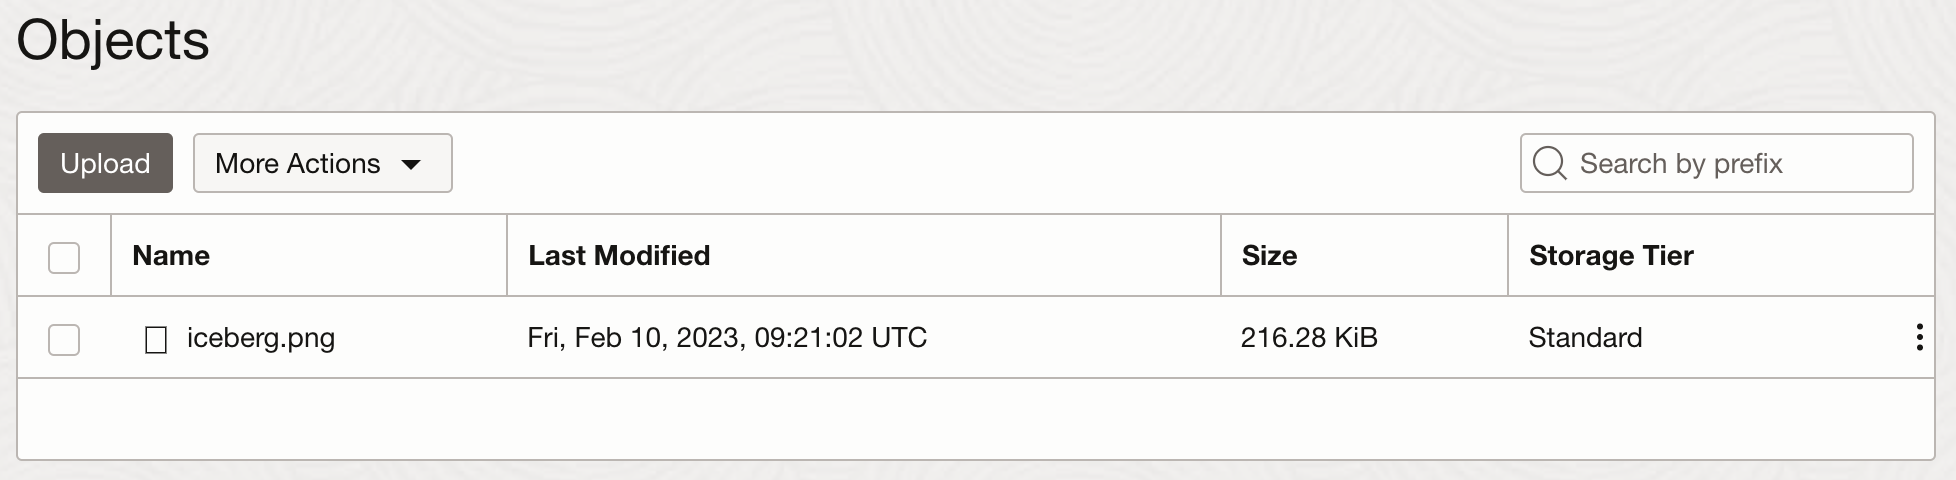 Objects
Upload More Actions Search by prefix
Name Last Modified Size Storage Tier
iceberg.png Fri, Feb 10, 2023, 09:21:02 UTC 216.28 KiB Standard